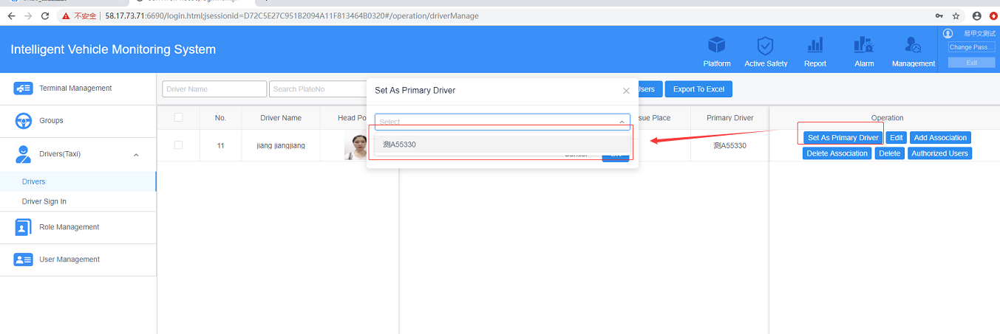 不安全 58.17.73.71:6690/login.html;jsessionid=D72C5E27C951B2094A11F813464B0320#/operation/driverManage
Intelligent Vehicle Monitoring System
Platform
Active Safety
Report
Alarm
Management
易甲文测试
Change Pass...
Exit
Terminal Management
Groups
Drivers(Taxi)
Drivers
Driver Sign In
Role Management
User Management
Driver Name
Search PlateNo
Export To Excel
No.
Driver Name
Head
Place
Primary Driver
Operation
11
jiang jiangjiang
测A55330
Set As Primary Driver
Edit
Add Association
Delete Association
Delete
Authorized Users
Set As Primary Driver
Select
测A55330